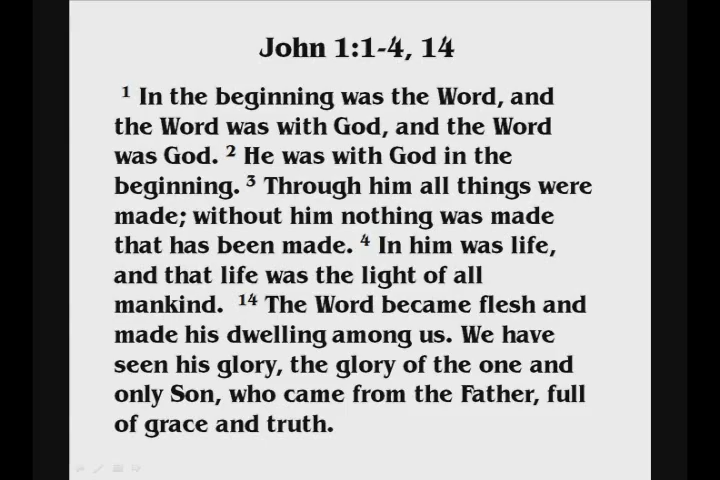 John 1:1-4, 14
¹ In the beginning was the Word, and
the Word was with God, and the Word
was God. ² He was with God in the
beginning. ³ Through him all things were
made; without him nothing was made
that has been made. ⁴ In him was life,
and that life was the light of all
mankind. ¹⁴ The Word became flesh and
made his dwelling among us. We have
seen his glory, the glory of the one and
only Son, who came from the Father, full
of grace and truth.